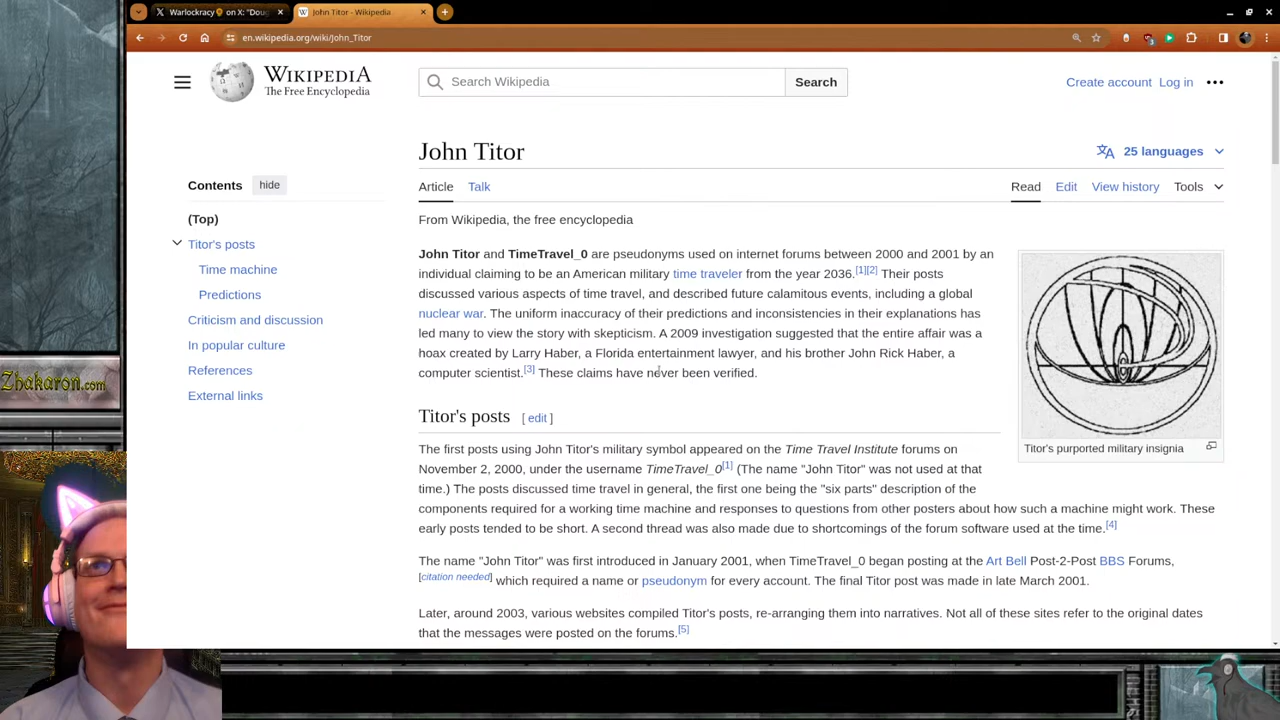 Warlockracy on X: "Doug
John Titor - Wikipedia
en.wikipedia.org/wiki/John_Titor
WIKIPEDIA
The Free Encyclopedia
Search Wikipedia
Search
Create account
Log in
John Titor
25 languages
Contents
hide
Article
Talk
Read
Edit
View history
Tools
(Top)
From Wikipedia, the free encyclopedia
Titor's posts
Time machine
Predictions
Criticism and discussion
In popular culture
References
External links
John Titor and TimeTravel_0 are pseudonyms used on internet forums between 2000 and 2001 by an
individual claiming to be an American military time traveler from the year 2036.[1][2] Their posts
discussed various aspects of time travel, and described future calamitous events, including a global
nuclear war. The uniform inaccuracy of their predictions and inconsistencies in their explanations has
led many to view the story with skepticism. A 2009 investigation suggested that the entire affair was a
hoax created by Larry Haber, a Florida entertainment lawyer, and his brother John Rick Haber, a
computer scientist.[3] These claims have never been verified.
Titor's purported military insignia
Titor's posts
[ edit ]
The first posts using John Titor's military symbol appeared on the Time Travel Institute forums on
November 2, 2000, under the username TimeTravel_0[1] (The name "John Titor" was not used at that
time.) The posts discussed time travel in general, the first one being the "six parts" description of the
components required for a working time machine and responses to questions from other posters about how such a machine might work. These
early posts tended to be short. A second thread was also made due to shortcomings of the forum software used at the time.[4]
The name "John Titor" was first introduced in January 2001, when TimeTravel_0 began posting at the Art Bell Post-2-Post BBS Forums,
[citation needed] which required a name or pseudonym for every account. The final Titor post was made in late March 2001.
Later, around 2003, various websites compiled Titor's posts, re-arranging them into narratives. Not all of these sites refer to the original dates
that the messages were posted on the forums.[5]
Zhakaron.com